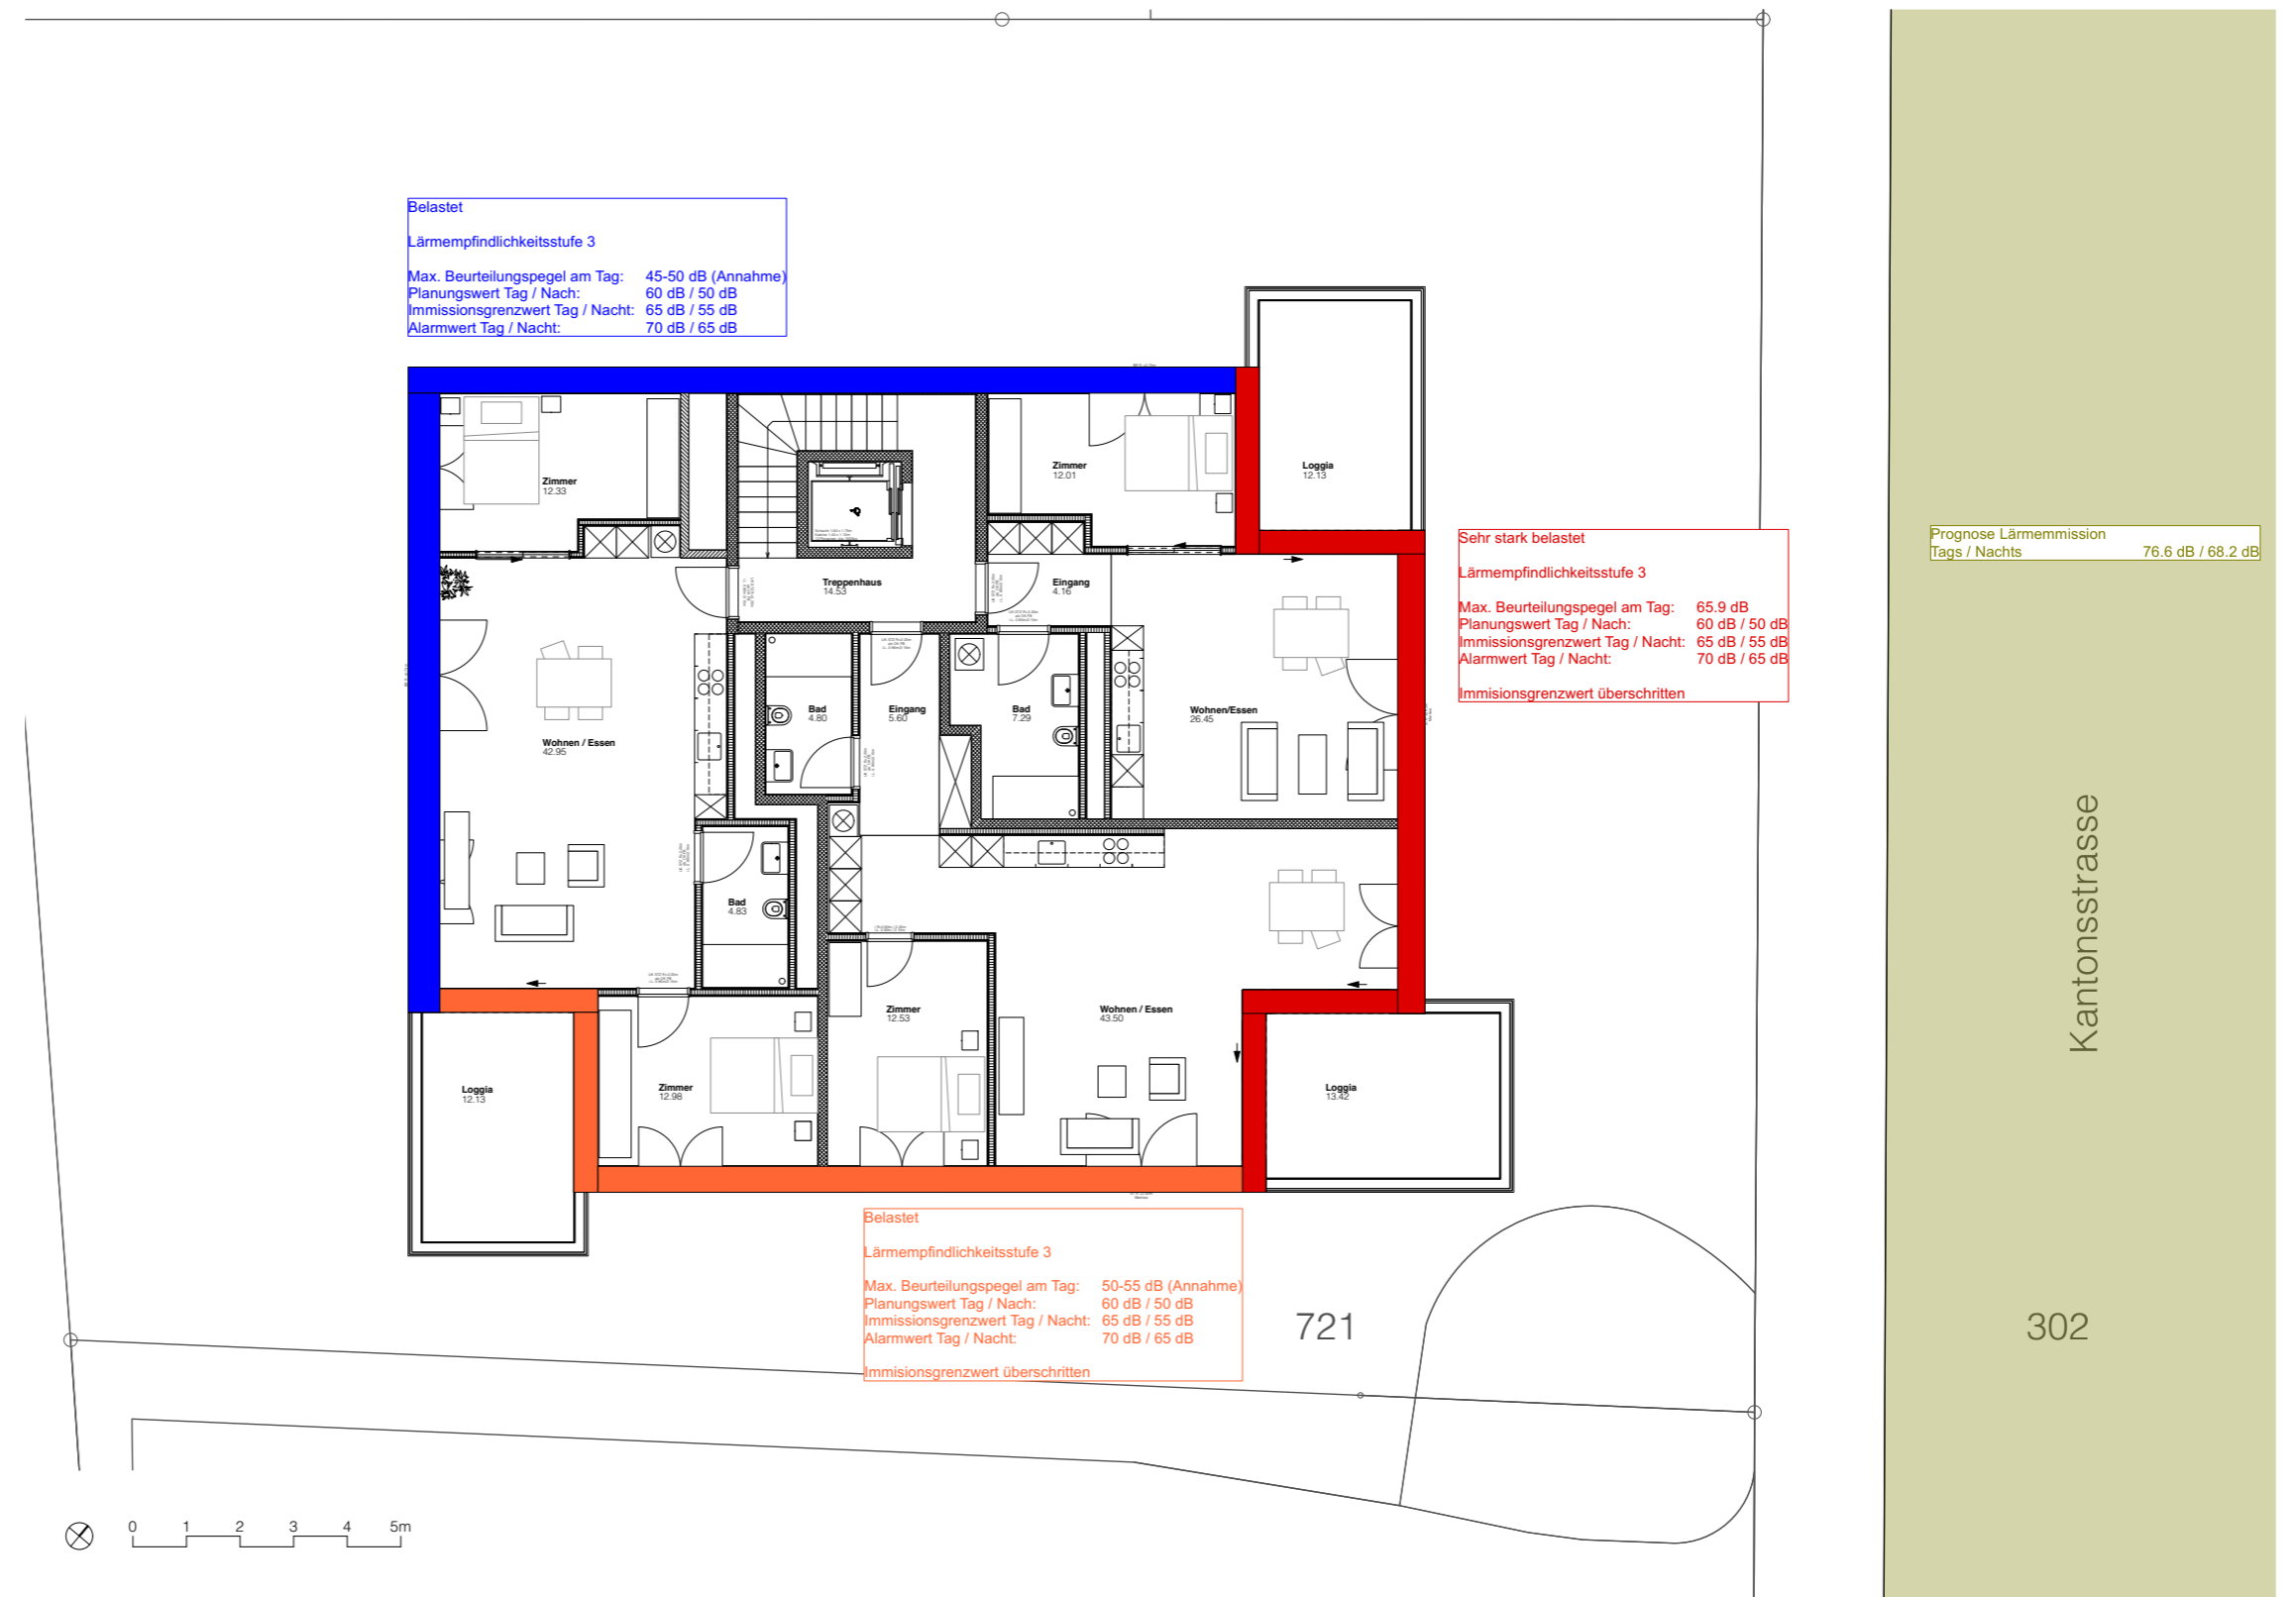 Belastet
Lärmempfindlichkeitsstufe 3
Max. Beurteilungspegel am Tag: 45-50 dB (Annahme)
Planungswert Tag / Nach: 60 dB / 50 dB
Immissionsgrenzwert Tag / Nacht: 65 dB / 55 dB
Alarmwert Tag / Nacht: 70 dB / 65 dB
Zimmer
12.33
Zimmer
12.01
Loggia
12.13
Sehr stark belastet
Lärmempfindlichkeitsstufe 3
Max. Beurteilungspegel am Tag: 65.9 dB
Planungswert Tag / Nach: 60 dB / 50 dB
Immissionsgrenzwert Tag / Nacht: 65 dB / 55 dB
Alarmwert Tag / Nacht: 70 dB / 65 dB
Immisionsgrenzwert überschritten
Prognose Lärmemmission
Tags / Nachts 76.6 dB / 68.2 dB
Treppenhaus
14.53
Eingang
4.16
Bad
4.80
Eingang
5.60
Bad
7.29
Wohnen/Essen
26.45
Wohnen / Essen
42.95
Bad
4.83
Kantonsstrasse
Zimmer
12.53
Wohnen / Essen
43.50
Loggia
12.13
Zimmer
12.98
Loggia
13.42
Belastet
Lärmempfindlichkeitsstufe 3
Max. Beurteilungspegel am Tag: 50-55 dB (Annahme)
Planungswert Tag / Nach: 60 dB / 50 dB
Immissionsgrenzwert Tag / Nacht: 65 dB / 55 dB
Alarmwert Tag / Nacht: 70 dB / 65 dB
Immisionsgrenzwert überschritten
721
302
0 1 2 3 4 5m